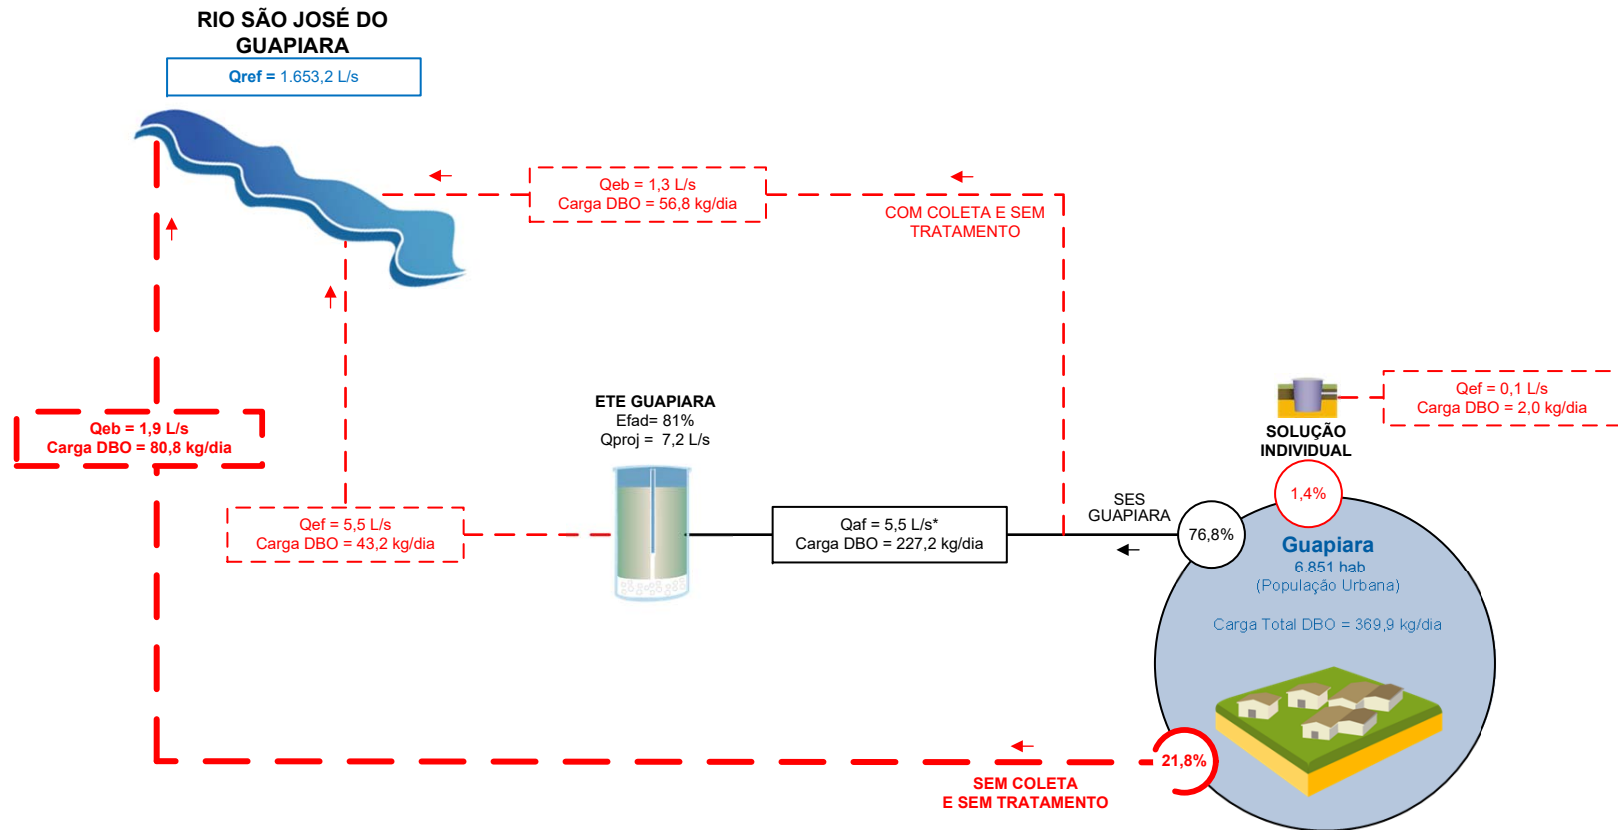 RIO SÃO JOSÉ DO
GUAPIARA
Qref = 1.653,2 L/s
Qeb = 1,3 L/s
Carga DBO = 56,8 kg/dia
COM COLETA E SEM
TRATAMENTO
Qeb = 1,9 L/s
Carga DBO = 80,8 kg/dia
ETE GUAPIARA
Efad= 81%
Qproj = 7,2 L/s
Qef = 0,1 L/s
Carga DBO = 2,0 kg/dia
SOLUÇÃO
INDIVIDUAL
1,4%
Qef = 5,5 L/s
Carga DBO = 43,2 kg/dia
Qaf = 5,5 L/s*
Carga DBO = 227,2 kg/dia
SES
GUAPIARA
76,8%
Guapiara
6.851 hab
(População Urbana)
Carga Total DBO = 369,9 kg/dia
21,8%
SEM COLETA
E SEM TRATAMENTO